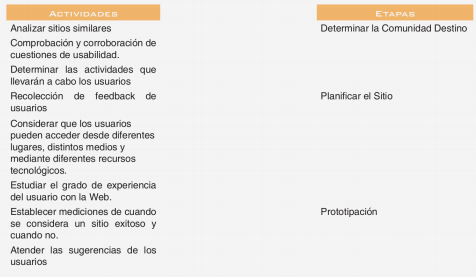 ACTIVIDADES
ETAPAS
Analizar sitios similares
Determinar la Comunidad Destino
Comprobación y corroboración de
cuestiones de usabilidad.
Determinar las actividades que
llevarán a cabo los usuarios
Recolección de feedback de
usuarios
Planificar el Sitio
Considerar que los usuarios
pueden acceder desde diferentes
lugares, distintos medios y
mediante diferentes recursos
tecnológicos.
Estudiar el grado de experiencia
del usuario con la Web.
Establecer mediciones de cuando
se considera un sitio exitoso y
cuando no.
Prototipación
Atender las sugerencias de los
usuarios